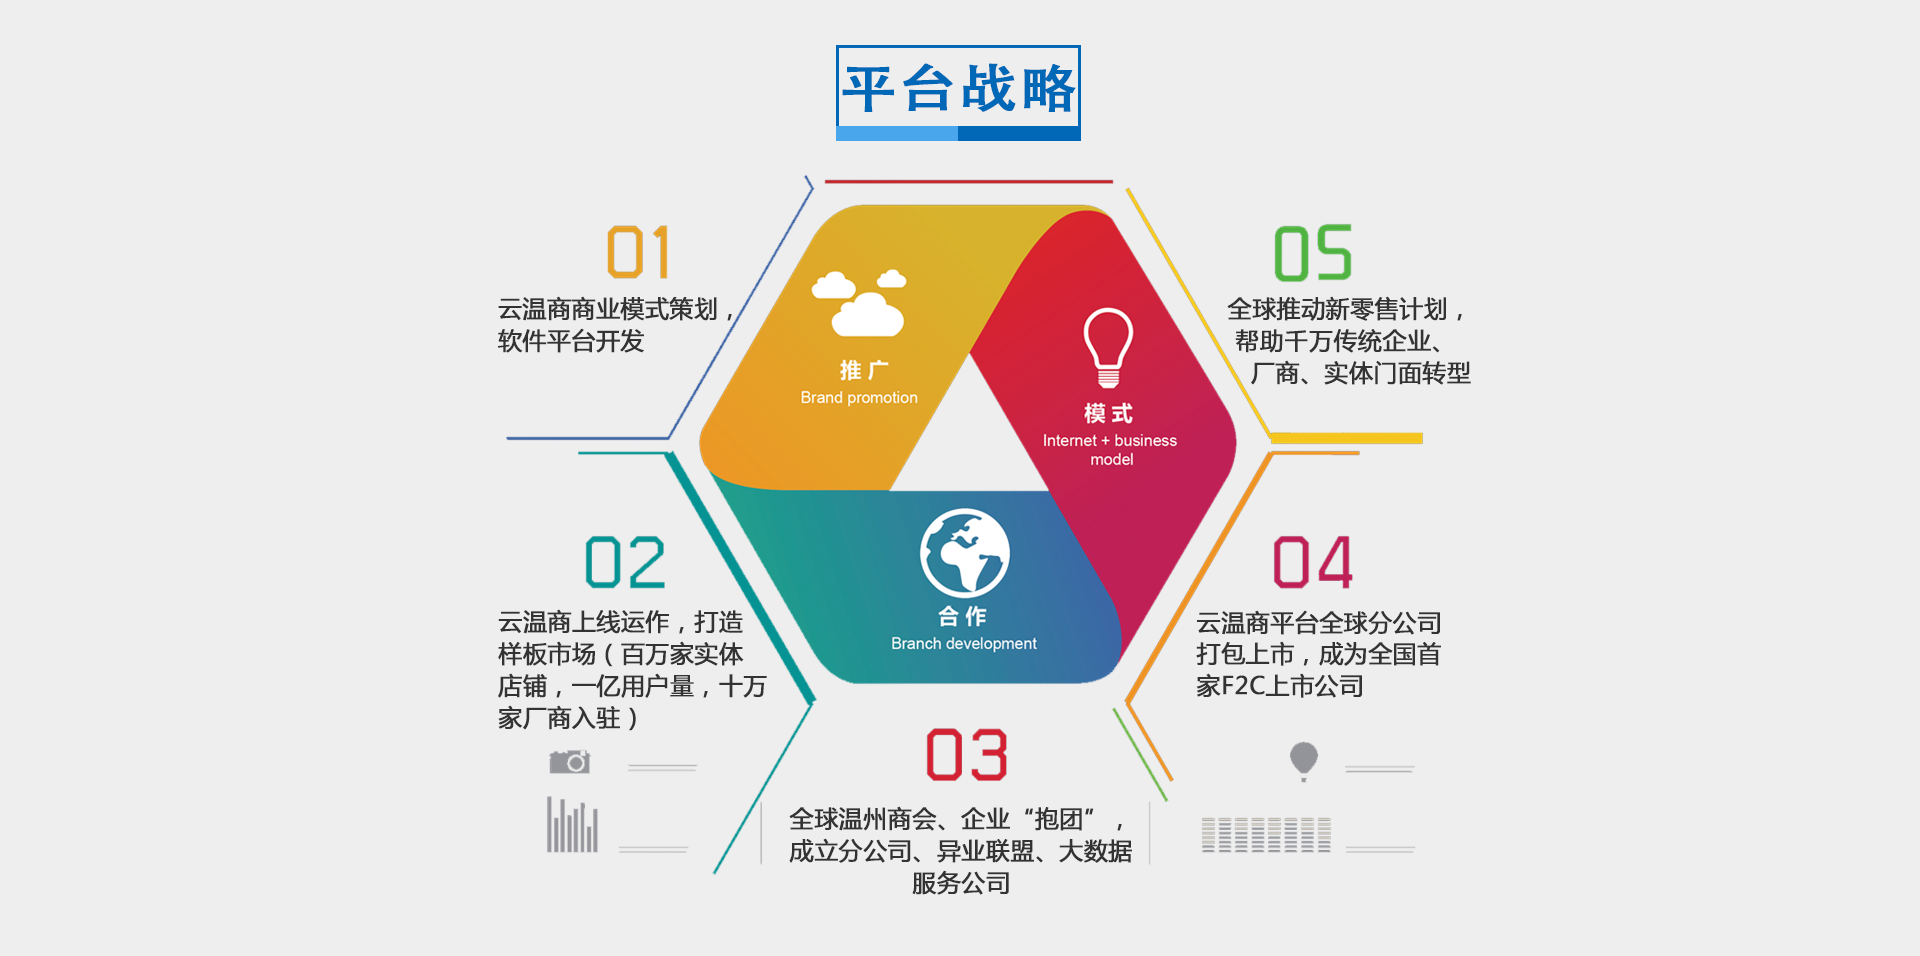 平台战略
01
云温商商业模式策划，
软件平台开发
推广
Brand promotion
模式
Internet + business
model
合作
Branch development
05
全球推动新零售计划，
帮助千万传统企业、
厂商、实体门面转型
02
云温商上线运作，打造
样板市场（百万家实体
店铺，一亿用户量，十万
家厂商入驻）
04
云温商平台全球分公司
打包上市，成为全国首
家F2C上市公司
03
全球温州商会、企业“抱团”，
成立分公司、异业联盟、大数据
服务公司